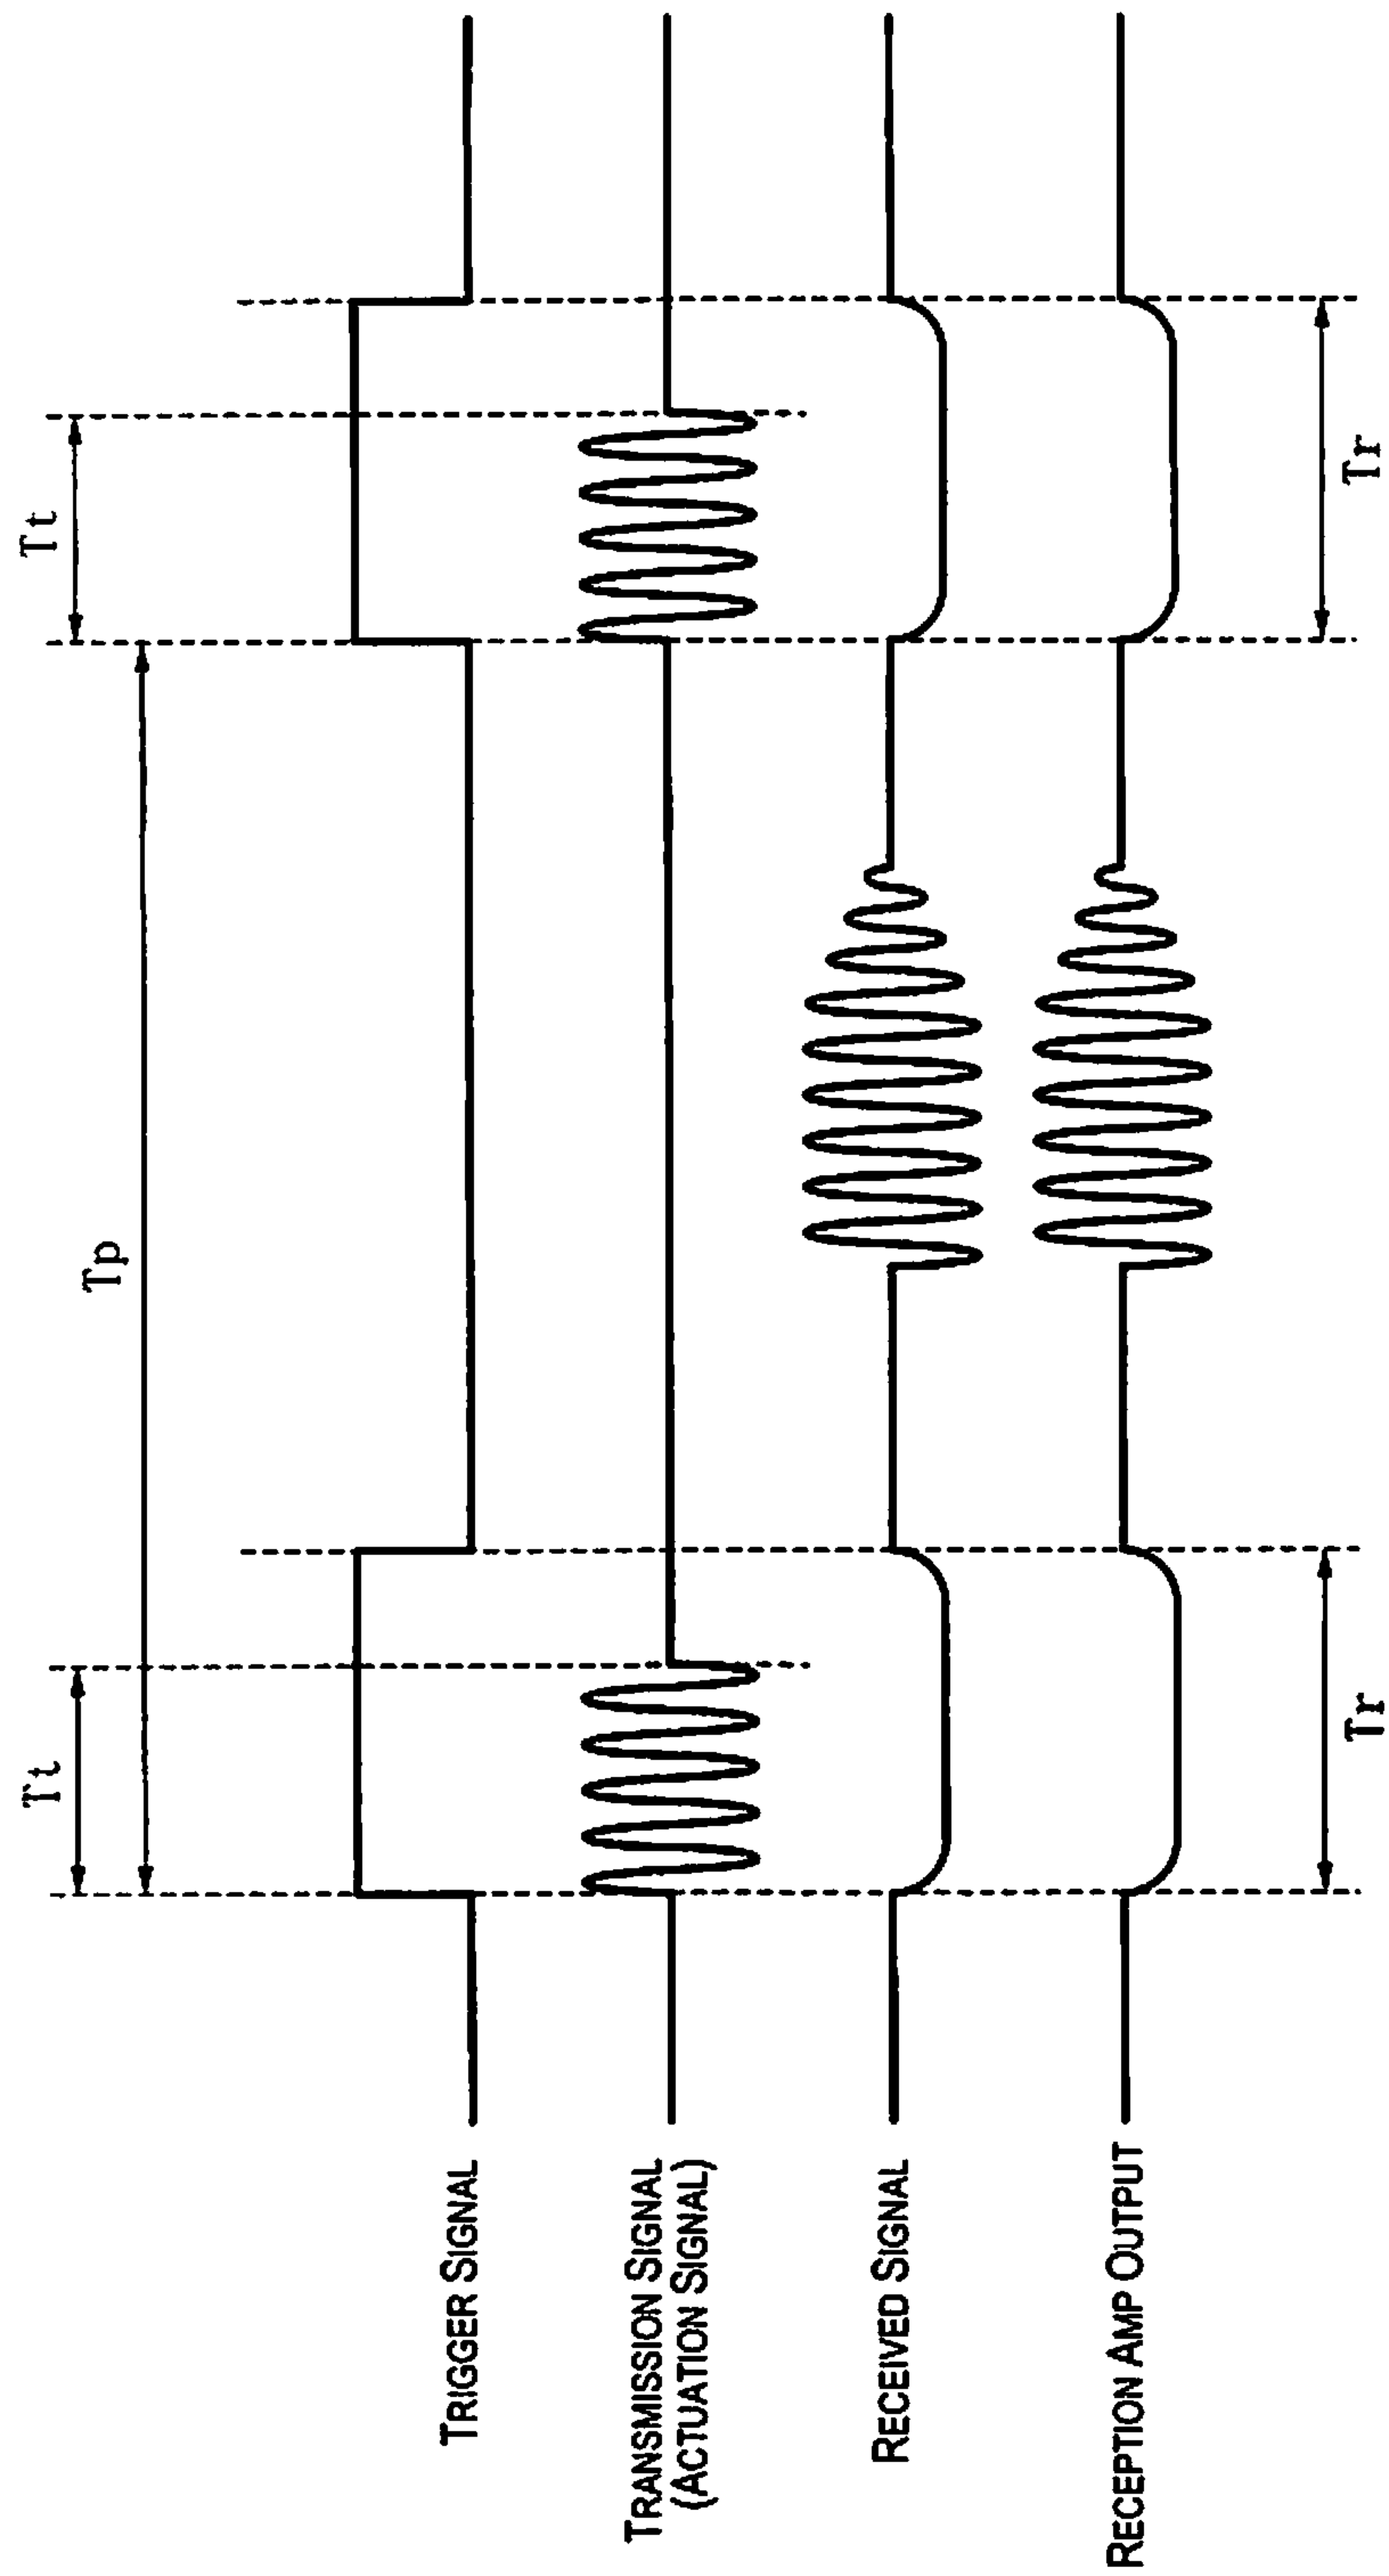 Tt
Tt
Tp
TRIGGER SIGNAL
TRANSMISSION SIGNAL
(ACTUATION SIGNAL)
RECEIVED SIGNAL
RECEPTION AMP OUTPUT
Tr
Tr